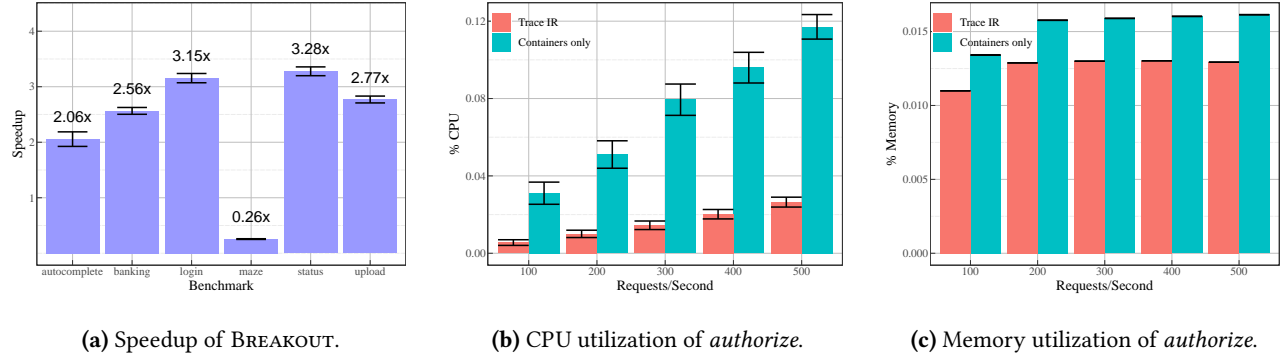 4
3
2
1
Speedup
2.06x
2.56x
3.15x
0.26x
3.28x
2.77x
autocomplete banking login maze status upload
Benchmark
(a) Speedup of BREAKOUT.
Trace IR
Containers only
0.12
0.08
0.04
0.00
% CPU
100 200 300 400 500
Requests/Second
(b) CPU utilization of authorize.
Trace IR
Containers only
0.015
0.010
0.005
0.000
% Memory
100 200 300 400 500
Requests/Second
(c) Memory utilization of authorize.